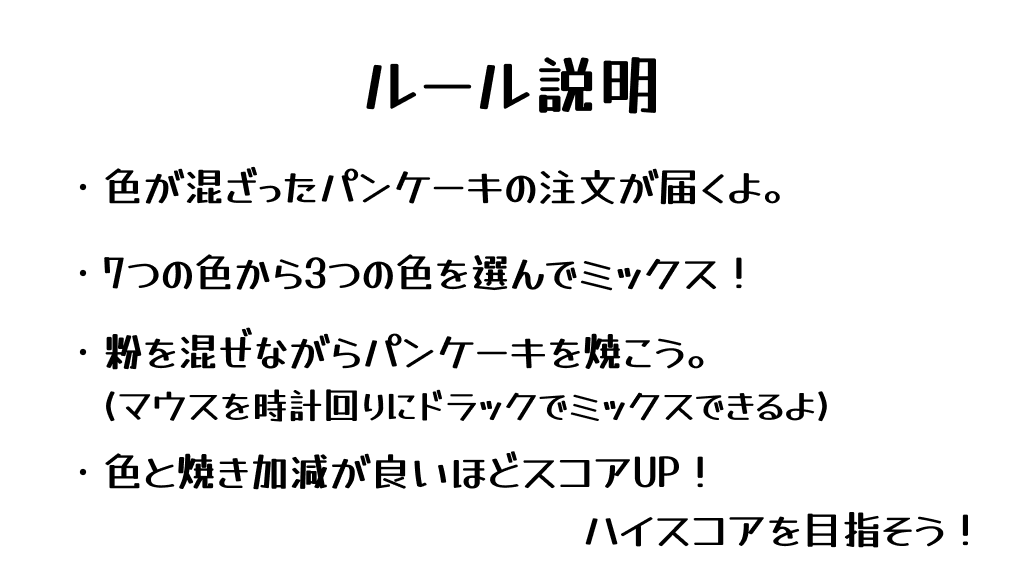 ルール説明
・色が混ざったパンケーキの注文が届くよ。
・7つの色から3つの色を選んでミックス！
・粉を混ぜながらパンケーキを焼こう。
(マウスを時計回りにドラックでミックスできるよ)
・色と焼き加減が良いほどスコアUP！
ハイスコアを目指そう！